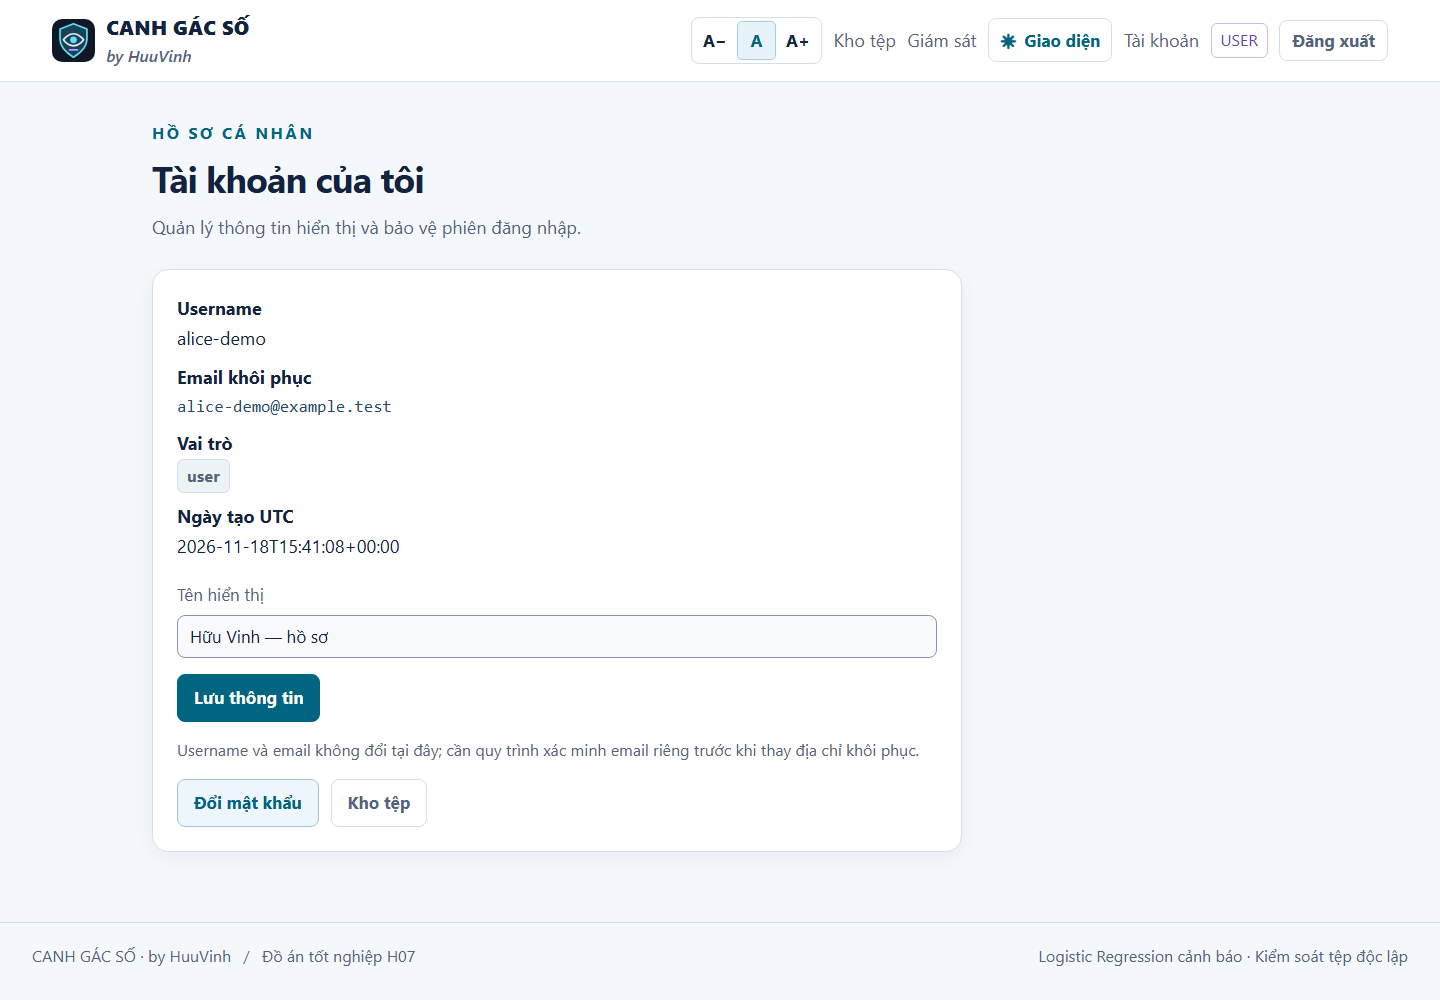 CANH GÁC SỐ
by HuuVinh
A− A A+ Kho tệp Giám sát Giao diện Tài khoản USER Đăng xuất
HỒ SƠ CÁ NHÂN
Tài khoản của tôi
Quản lý thông tin hiển thị và bảo vệ phiên đăng nhập.
Username
alice-demo
Email khôi phục
alice-demo@example.test
Vai trò
user
Ngày tạo UTC
2026-11-18T15:41:08+00:00
Tên hiển thị
Hữu Vinh — hồ sơ
Lưu thông tin
Username và email không đổi tại đây; cần quy trình xác minh email riêng trước khi thay địa chỉ khôi phục.
Đổi mật khẩu Kho tệp
CANH GÁC SỐ · by HuuVinh / Đồ án tốt nghiệp H07
Logistic Regression cảnh báo · Kiểm soát tệp độc lập